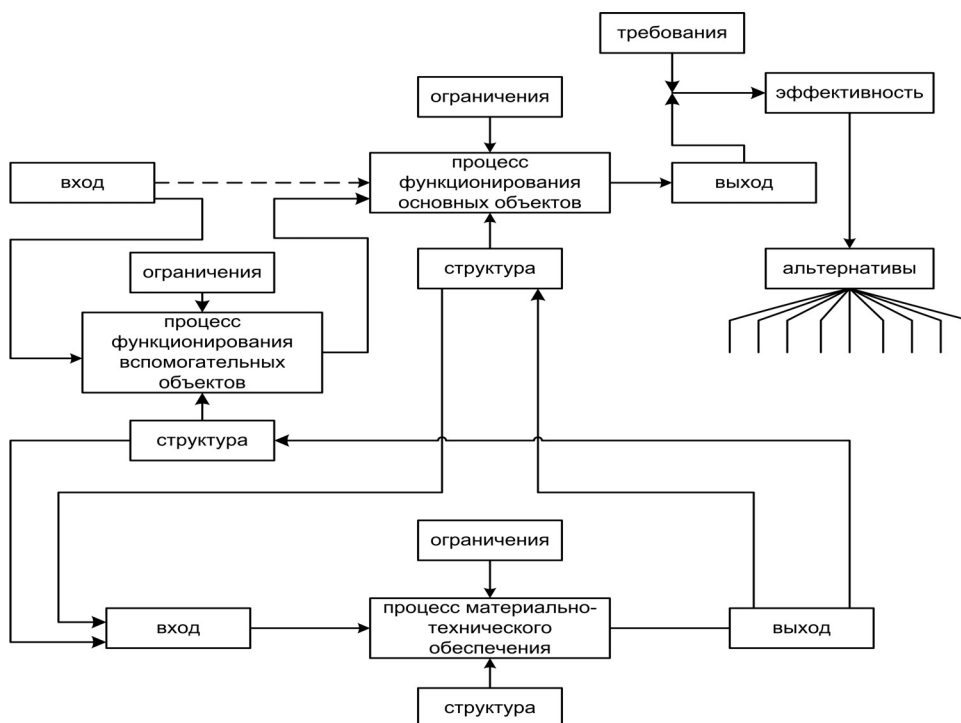 требования
эффективность
ограничения
процесс
функционирования
основных объектов
вход
выход
структура
альтернативы
ограничения
процесс
функционирования
вспомогательных
объектов
структура
ограничения
процесс материально-
технического
обеспечения
вход
выход
структура